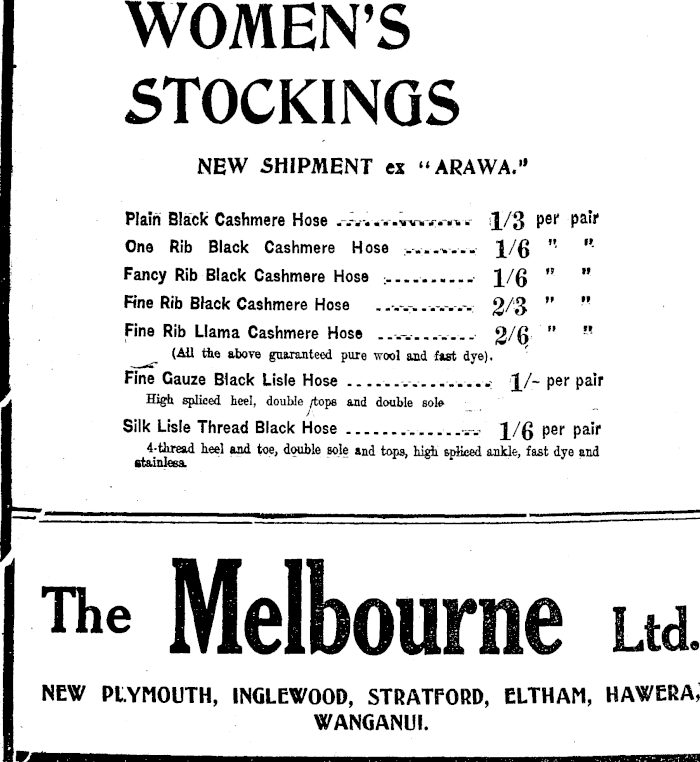 WOMEN'S
STOCKINGS
NEW SHIPMENT ex "ARAWA."
Plain Black Cashmere Hose .................... 1/3 per pair
One Rib Black Cashmere Hose .......... 1/6 " "
Fancy Rib Black Cashmere Hose .......... 1/6 " "
Fine Rib Black Cashmere Hose .............. 2/3 " "
Fine Rib Llama Cashmere Hose .............. 2/6 " "
(All the above guaranteed pure wool and fast dye).
Fine Gauze Black Lisle Hose ................ 1/- per pair
High spliced heel, double tops and double sole
Silk Lisle Thread Black Hose ............... 1/6 per pair
4-thread heel and toe, double sole and tops, high spliced ankle, fast dye and
stainless.
The Melbourne Ltd.
NEW PLYMOUTH, INGLEWOOD, STRATFORD, ELTHAM, HAWERA,
WANGANUI.